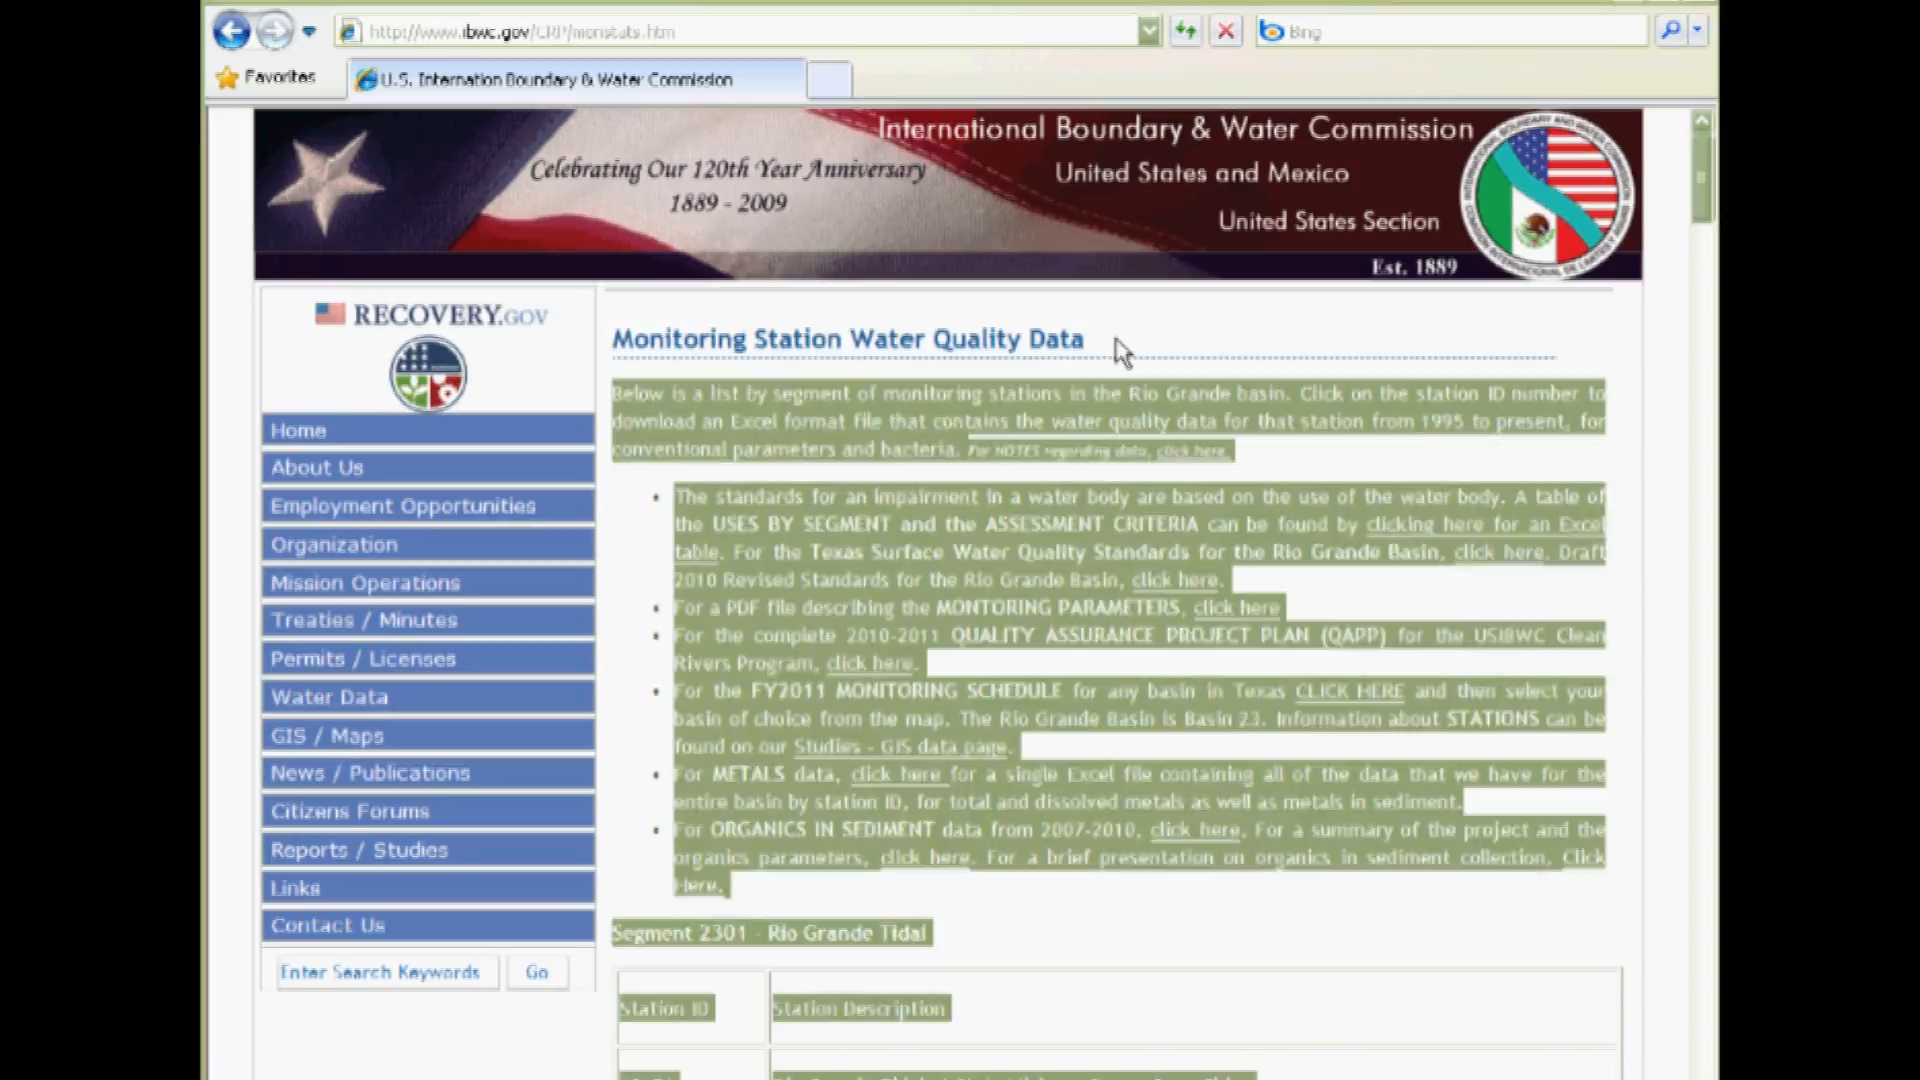 http://www.ibwc.gov/CRP/monstats.htm
Bing
Favorites
U.S. Internation Boundary & Water Commission
International Boundary & Water Commission
Celebrating Our 120th Year Anniversary
United States and Mexico
1889 - 2009
United States Section
Est. 1889
RECOVERY.GOV
Home
About Us
Employment Opportunities
Organization
Mission Operations
Treaties / Minutes
Permits / Licenses
Water Data
GIS / Maps
News / Publications
Citizens Forums
Reports / Studies
Links
Contact Us
Enter Search Keywords
Go
Monitoring Station Water Quality Data
Below is a list by segment of monitoring stations in the Rio Grande basin. Click on the station ID number to
download an Excel format file that contains the water quality data for that station from 1995 to present, for
conventional parameters and bacteria. For NOTES regarding data, click here.
• The standards for an impairment in a water body are based on the use of the water body. A table of
the USES BY SEGMENT and the ASSESSMENT CRITERIA can be found by clicking here for an Excel
table. For the Texas Surface Water Quality Standards for the Rio Grande Basin, click here. Draft
2010 Revised Standards for the Rio Grande Basin, click here.
• For a PDF file describing the MONTORING PARAMETERS, click here
• For the complete 2010-2011 QUALITY ASSURANCE PROJECT PLAN (QAPP) for the USIBWC Clean
Rivers Program, click here.
• For the FY2011 MONITORING SCHEDULE for any basin in Texas CLICK HERE and then select your
basin of choice from the map. The Rio Grande Basin is Basin 23. Information about STATIONS can be
found on our Studies - GIS data page.
• For METALS data, click here for a single Excel file containing all of the data that we have for the
entire basin by station ID, for total and dissolved metals as well as metals in sediment.
• For ORGANICS IN SEDIMENT data from 2007-2010, click here. For a summary of the project and the
organics parameters, click here. For a brief presentation on organics in sediment collection, Click
Here.
Segment 2301 - Rio Grande Tidal
Station ID
Station Description